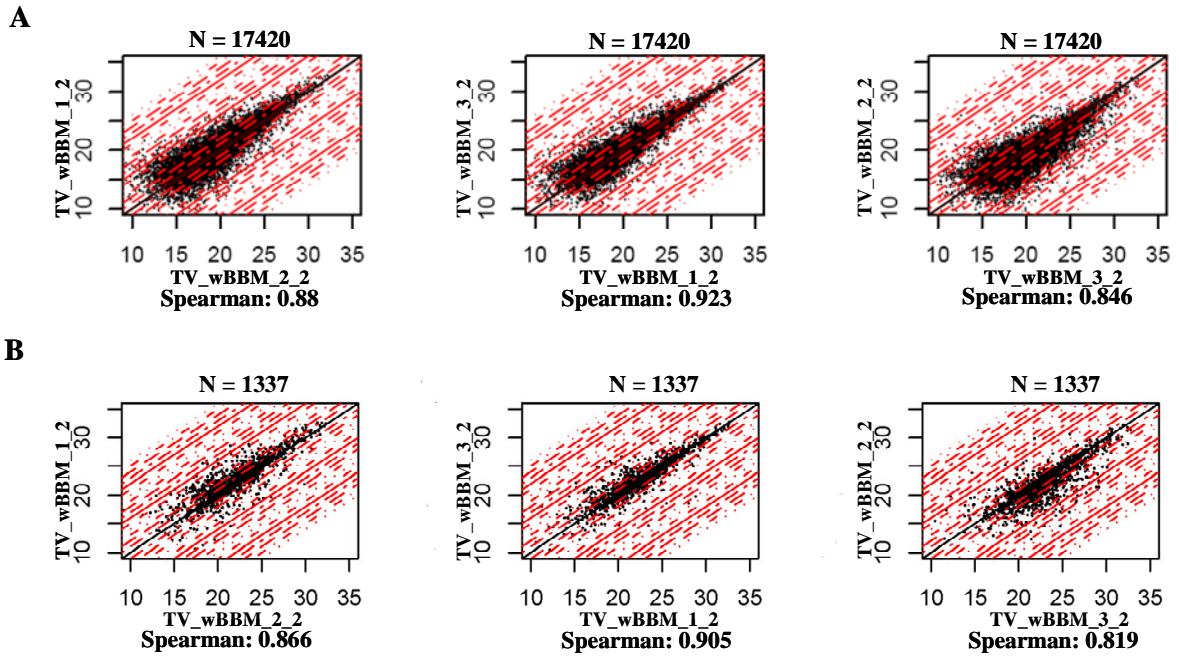 A
N = 17420
N = 17420
N = 17420
TV_wBBM_1_2
10 20 30
10 15 20 25 30 35
TV_wBBM_2_2
Spearman: 0.88
TV_wBBM_3_2
10 20 30
10 15 20 25 30 35
TV_wBBM_1_2
Spearman: 0.923
TV_wBBM_2_2
10 20 30
10 15 20 25 30 35
TV_wBBM_3_2
Spearman: 0.846
B
N = 1337
N = 1337
N = 1337
TV_wBBM_1_2
10 20 30
10 15 20 25 30 35
TV_wBBM_2_2
Spearman: 0.866
TV_wBBM_3_2
10 20 30
10 15 20 25 30 35
TV_wBBM_1_2
Spearman: 0.905
TV_wBBM_2_2
10 20 30
10 15 20 25 30 35
TV_wBBM_3_2
Spearman: 0.819